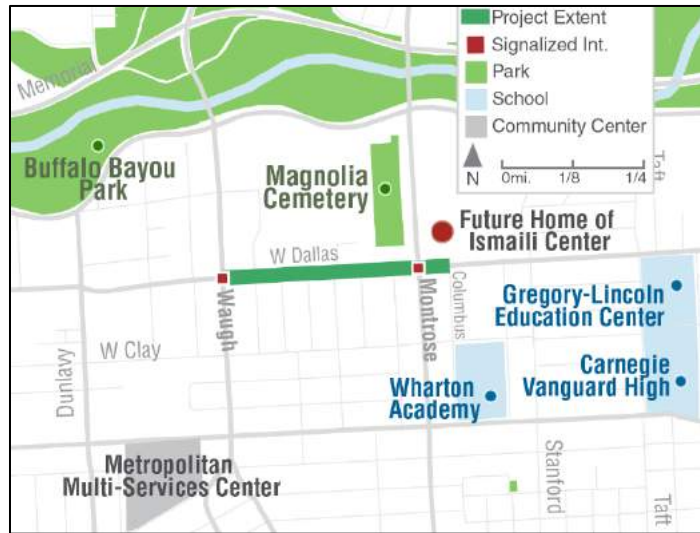 Project Extent
Signalized Int.
Park
School
Community Center
N
0mi.
1/8
1/4
Memorial
Taft
Buffalo Bayou
Park
Magnolia
Cemetery
Future Home of
Ismaili Center
W Dallas
Columbus
Waugh
Montrose
Gregory-Lincoln
Education Center
W Clay
Dunlavy
Wharton
Academy
Carnegie
Vanguard High
Metropolitan
Multi-Services Center
Stanford
Taft